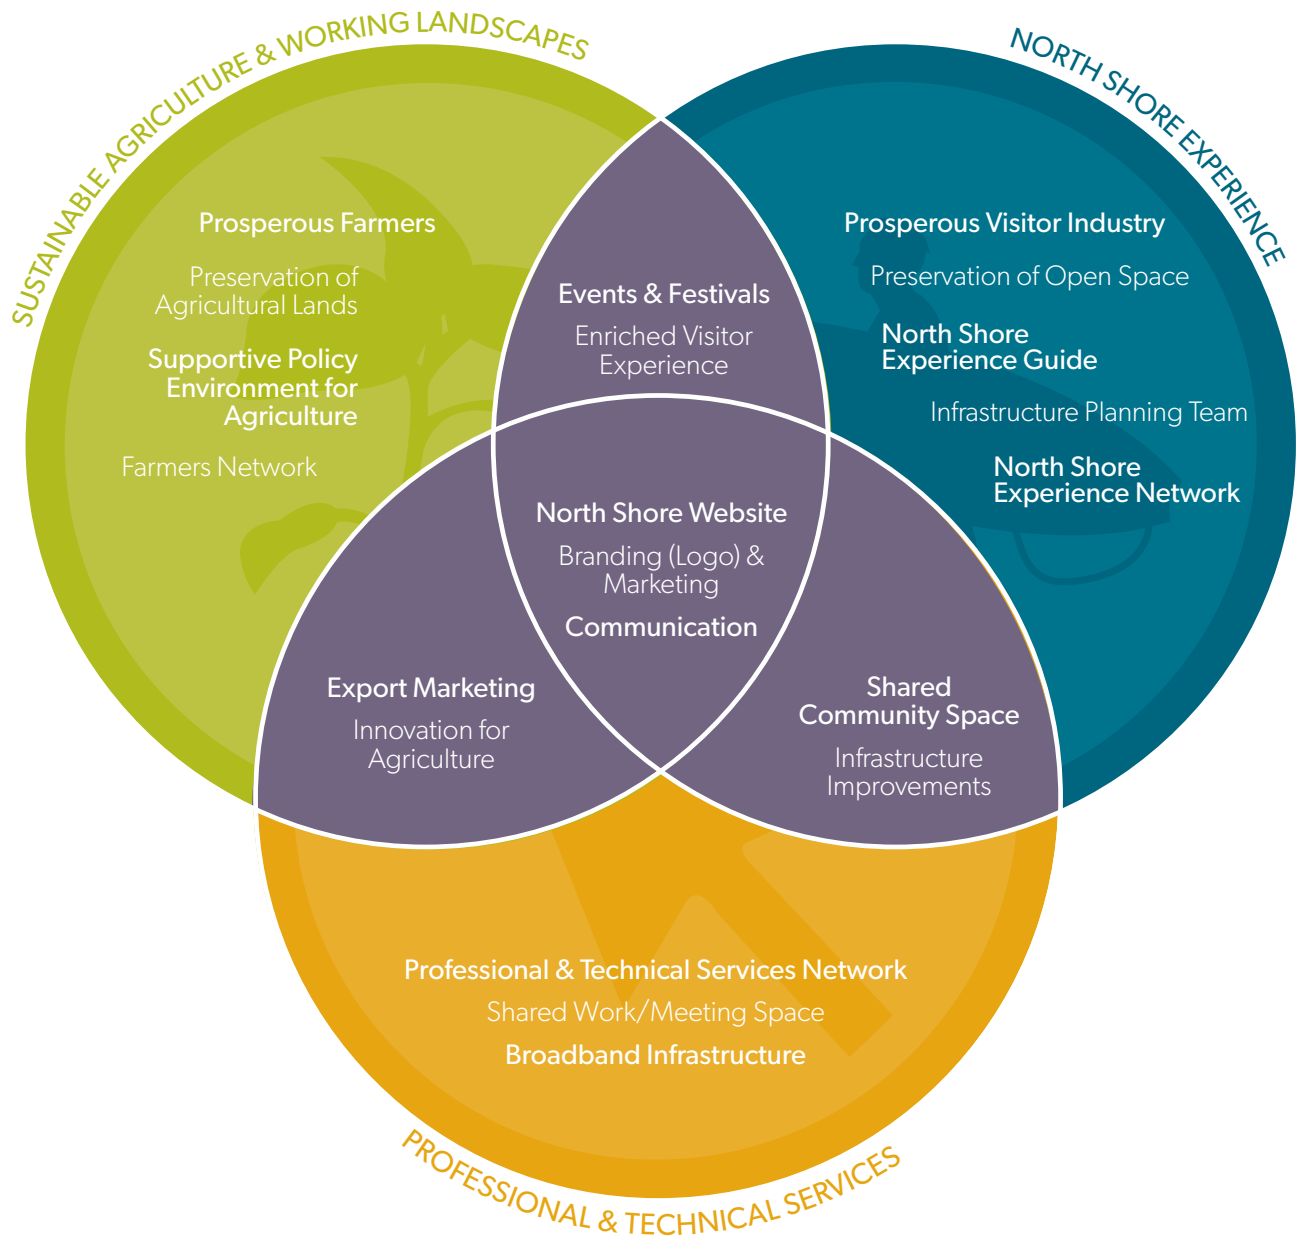 SUSTAINABLE AGRICULTURE & WORKING LANDSCAPES
NORTH SHORE EXPERIENCE
Prosperous Farmers
Preservation of
Agricultural Lands
Supportive Policy
Environment for
Agriculture
Farmers Network
Events & Festivals
Enriched Visitor
Experience
Prosperous Visitor Industry
Preservation of Open Space
North Shore
Experience Guide
Infrastructure Planning Team
North Shore
Experience Network
North Shore Website
Branding (Logo) &
Marketing
Communication
Export Marketing
Innovation for
Agriculture
Shared
Community Space
Infrastructure
Improvements
Professional & Technical Services Network
Shared Work/Meeting Space
Broadband Infrastructure
PROFESSIONAL & TECHNICAL SERVICES